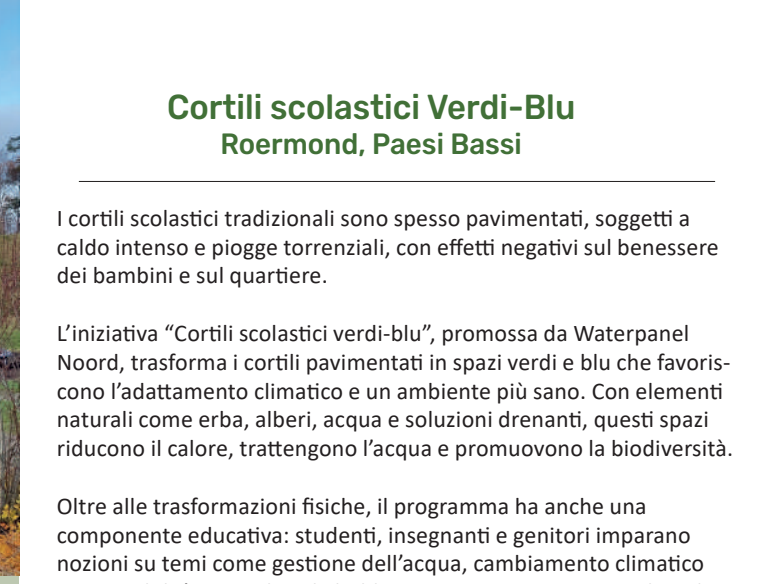 Cortili scolastici Verdi-Blu
Roermond, Paesi Bassi
I cortili scolastici tradizionali sono spesso pavimentati, soggetti a
caldo intenso e piogge torrenziali, con effetti negativi sul benessere
dei bambini e sul quartiere.
L’iniziativa “Cortili scolastici verdi-blu”, promossa da Waterpanel
Noord, trasforma i cortili pavimentati in spazi verdi e blu che favoris-
cono l’adattamento climatico e un ambiente più sano. Con elementi
naturali come erba, alberi, acqua e soluzioni drenanti, questi spazi
riducono il calore, trattengono l’acqua e promuovono la biodiversità.
Oltre alle trasformazioni fisiche, il programma ha anche una
componente educativa: studenti, insegnanti e genitori imparano
nozioni su temi come gestione dell’acqua, cambiamento climatico